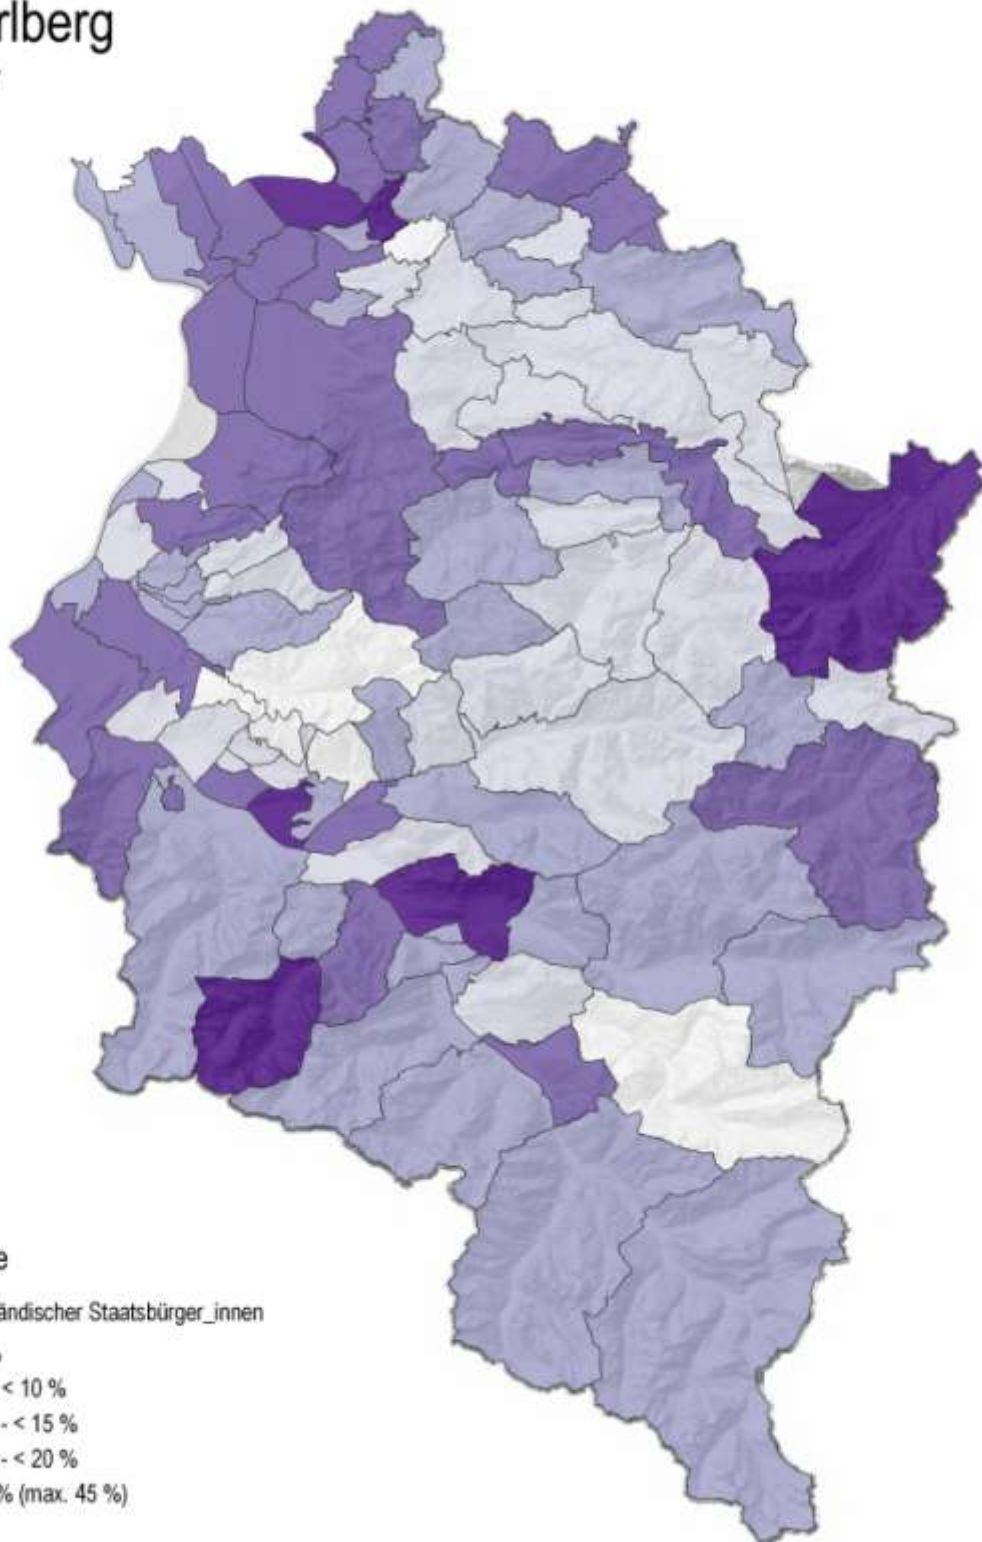 rlberg
e
ändischer Staatsbürger_innen
< 10 %
- < 15 %
- < 20 %
% (max. 45 %)